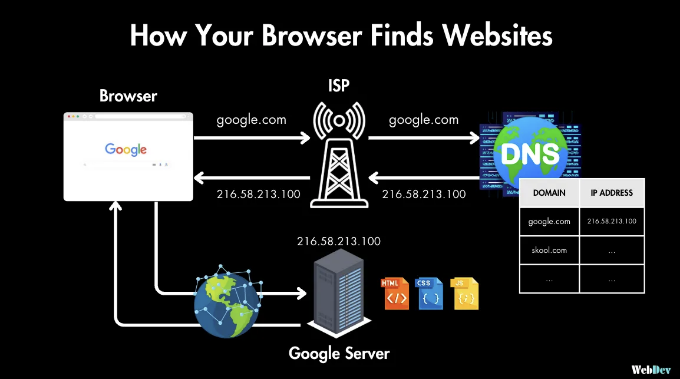 How Your Browser Finds Websites
ISP
Browser
google.com
google.com
Google
DNS
216.58.213.100
216.58.213.100
DOMAIN IP ADDRESS
google.com 216.58.213.100
skool.com ...
... ...
216.58.213.100
HTML
CSS
JS
Google Server
WebDev